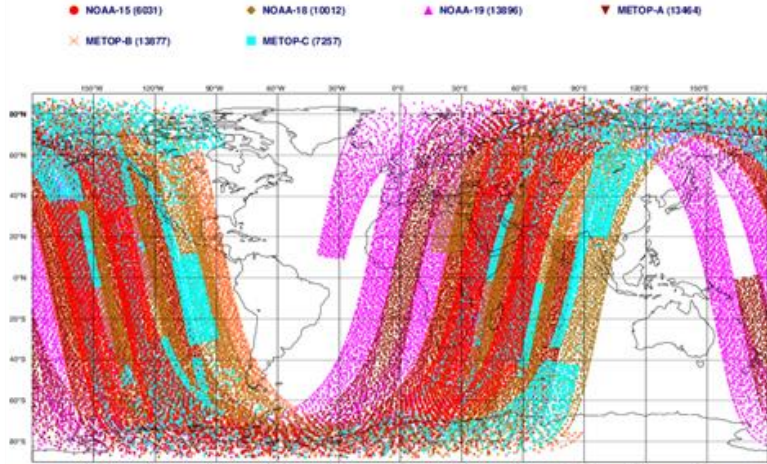 NOAA-15 (6031) NOAA-18 (10012) NOAA-19 (13896) METOP-A (13464)
METOP-B (13877) METOP-C (7257)
150°W 120°W 90°W 60°W 30°W 0°E 30°E 60°E 90°E 120°E 150°E
80°N
60°N
40°N
20°N
0°N
20°S
40°S
60°S
80°S